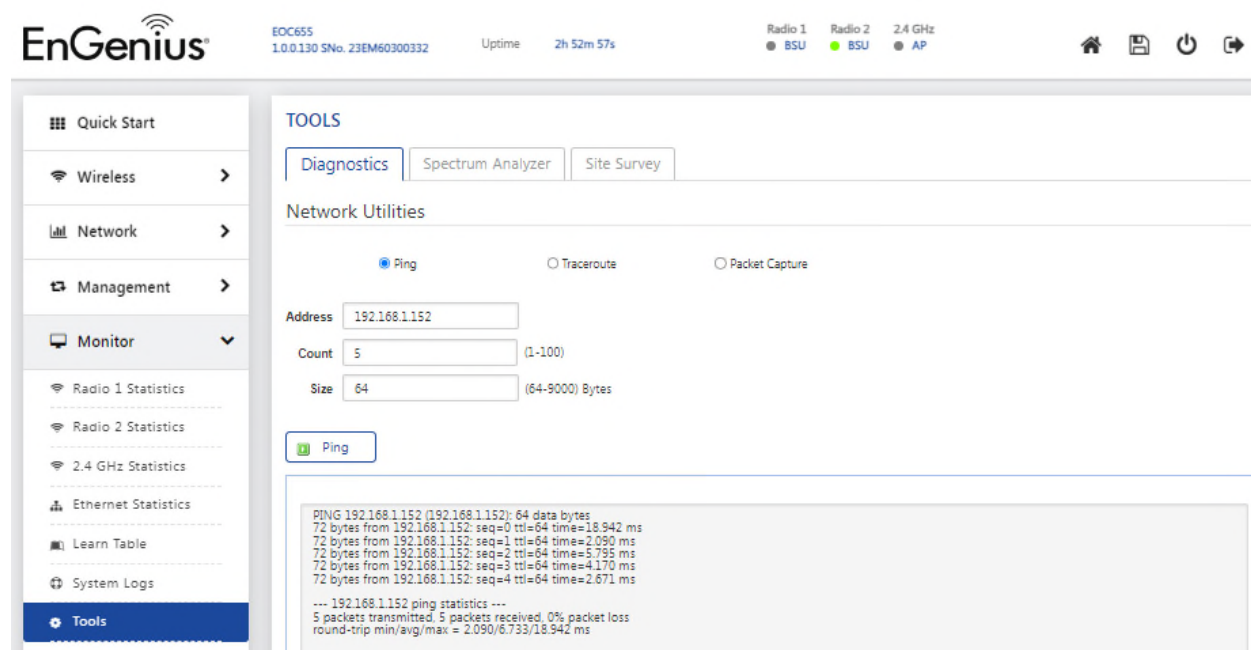 EnGenius®
EOC655
1.0.0.130 SNo. 23EM60300332
Uptime 2h 52m 57s
Radio 1 Radio 2 2.4 GHz
BSU BSU AP
Quick Start
Wireless
Network
Management
Monitor
Radio 1 Statistics
Radio 2 Statistics
2.4 GHz Statistics
Ethernet Statistics
Learn Table
System Logs
Tools
TOOLS
Diagnostics Spectrum Analyzer Site Survey
Network Utilities
Ping Traceroute Packet Capture
Address 192.168.1.152
Count 5 (1-100)
Size 64 (64-9000) Bytes
Ping
PING 192.168.1.152 (192.168.1.152): 64 data bytes
72 bytes from 192.168.1.152: seq=0 ttl=64 time=18.942 ms
72 bytes from 192.168.1.152: seq=1 ttl=64 time=2.090 ms
72 bytes from 192.168.1.152: seq=2 ttl=64 time=5.795 ms
72 bytes from 192.168.1.152: seq=3 ttl=64 time=4.170 ms
72 bytes from 192.168.1.152: seq=4 ttl=64 time=2.671 ms
--- 192.168.1.152 ping statistics ---
5 packets transmitted, 5 packets received, 0% packet loss
round-trip min/avg/max = 2.090/6.733/18.942 ms